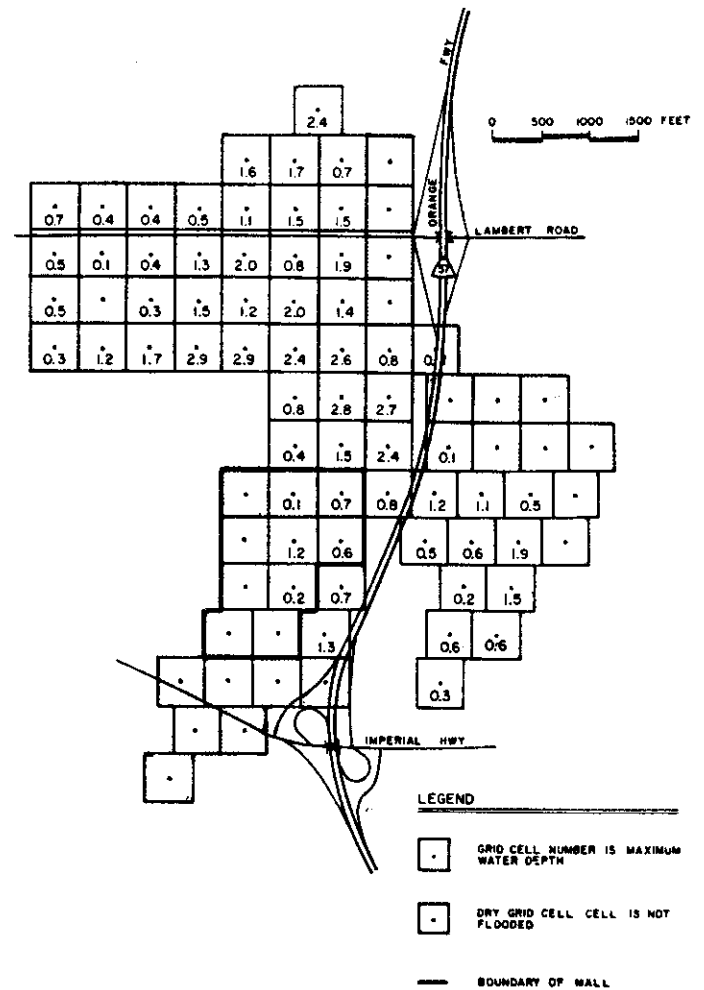 FWY
2.4
0 500 1000 1500 FEET
1.6 1.7 0.7
ORANGE
0.7 0.4 0.4 0.5 1.1 1.5 1.5
LAMBERT ROAD
0.5 0.1 0.4 1.3 2.0 0.8 1.9
57
0.5 0.3 1.5 1.2 2.0 1.4
0.3 1.2 1.7 2.9 2.9 2.4 2.6 0.8
0.8 2.8 2.7
0.4 1.5 2.4 0.1
0.1 0.7 0.8 1.2 1.1 0.5
1.2 0.6 0.5 0.6 1.9
0.2 0.7 0.2 1.5
1.3 0.6 0.6
0.3
IMPERIAL HWY
LEGEND
GRID CELL NUMBER IS MAXIMUM
WATER DEPTH
DRY GRID CELL CELL IS NOT
FLOODED
BOUNDARY OF MALL